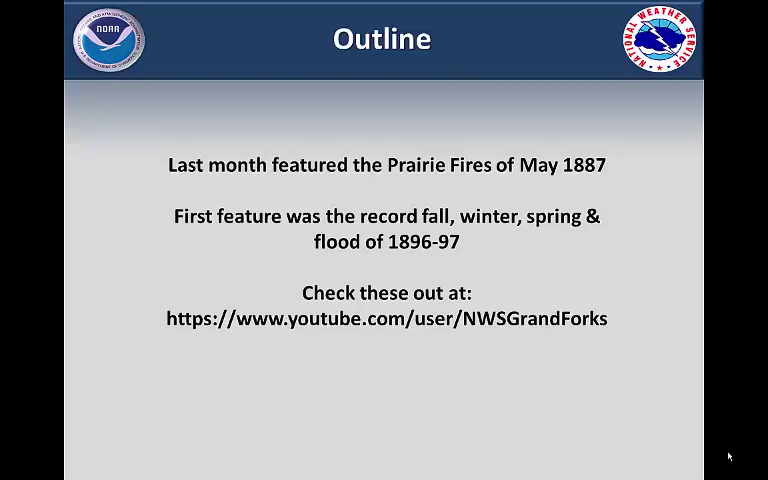 NOAA
Outline
NATIONAL WEATHER SERVICE
Last month featured the Prairie Fires of May 1887
First feature was the record fall, winter, spring &
flood of 1896-97
Check these out at:
https://www.youtube.com/user/NWSGrandForks